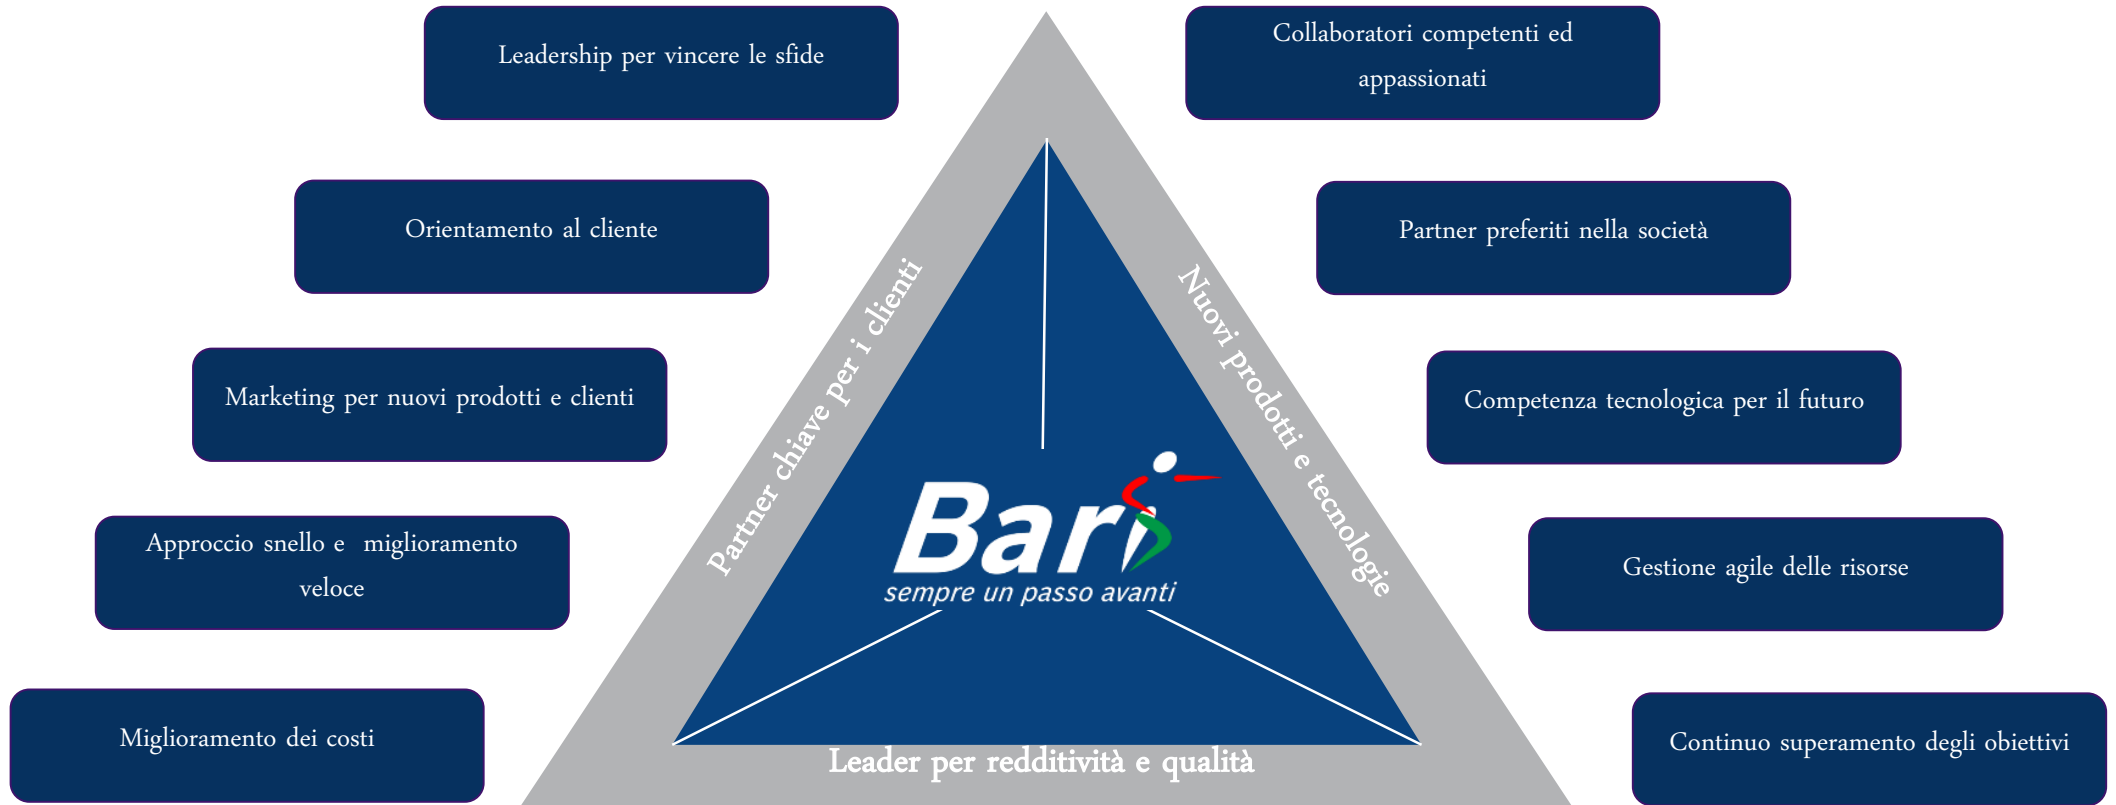 Leadership per vincere le sfide
Orientamento al cliente
Marketing per nuovi prodotti e clienti
Approccio snello e miglioramento
veloce
Miglioramento dei costi
Partner chiave per i clienti
Nuovi prodotti e tecnologie
Bari
sempre un passo avanti
Leader per redditività e qualità
Collaboratori competenti ed
appassionati
Partner preferiti nella società
Competenza tecnologica per il futuro
Gestione agile delle risorse
Continuo superamento degli obiettivi